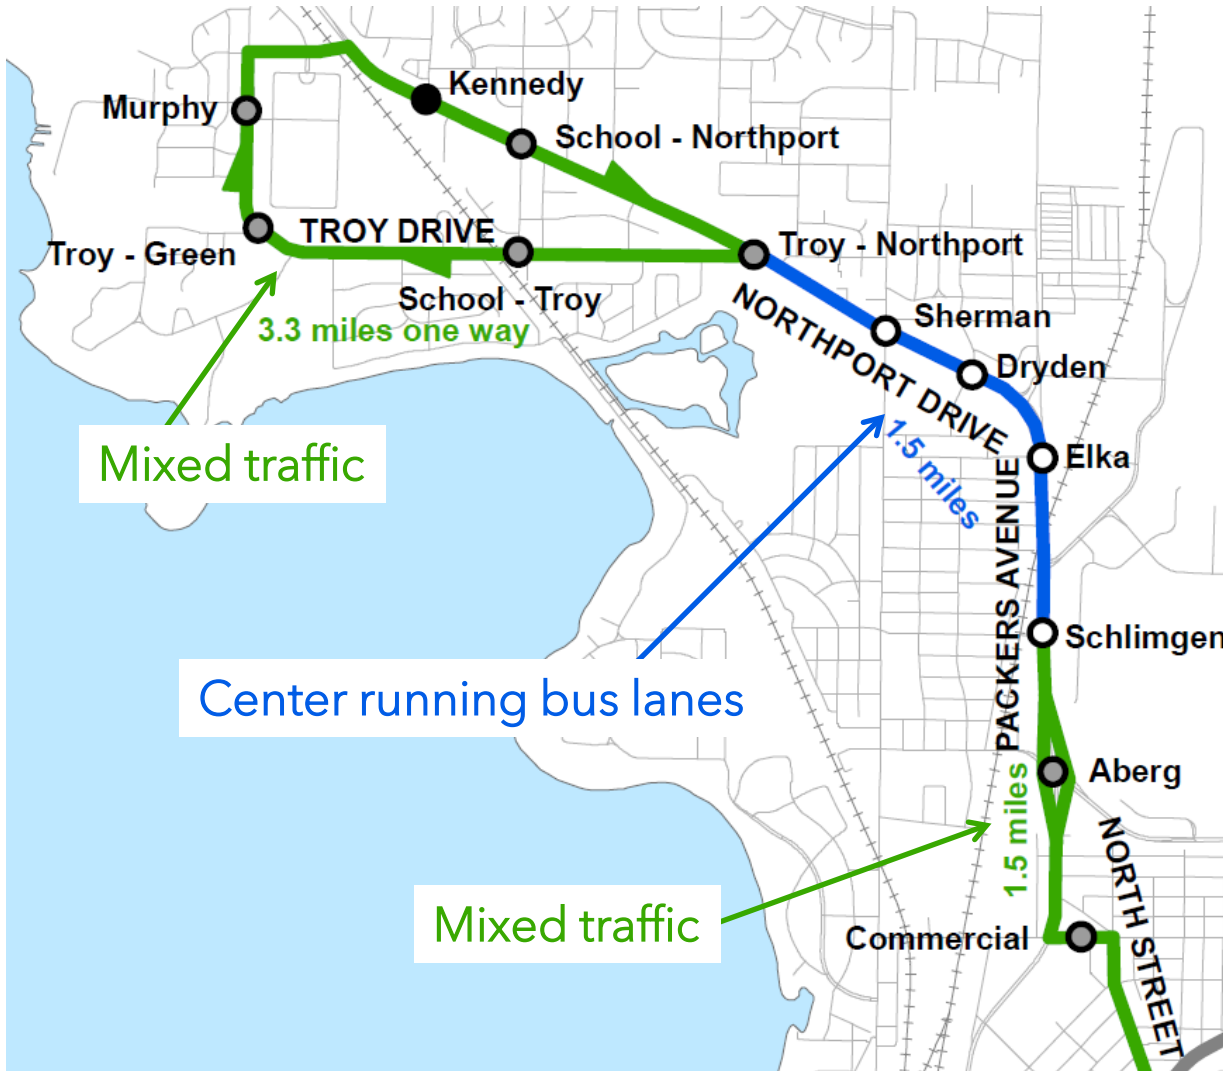 Kennedy
Murphy
School - Northport
TROY DRIVE
Troy - Green
Troy - Northport
School - Troy
3.3 miles one way
NORTHPORT DRIVE
Sherman
Dryden
Mixed traffic
1.5 miles
Elka
PACKERS AVENUE
Schlimgen
Center running bus lanes
Aberg
1.5 miles
NORTH STREET
Mixed traffic
Commercial